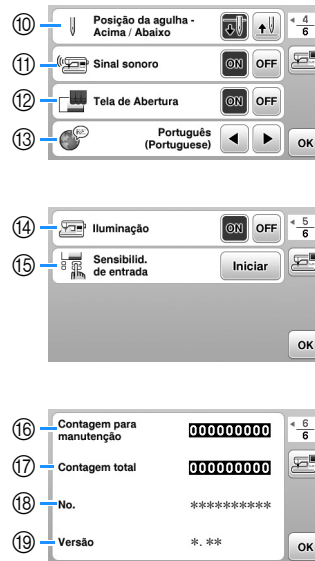 ⑩ Posição da agulha -
Acima / Abaixo
4
6
⑪ Sinal sonoro ON OFF
⑫ Tela de Abertura ON OFF
⑬ Português
(Portuguese)
OK
⑭ Iluminação ON OFF
5
6
⑮ Sensibilid.
de entrada Iniciar
OK
⑯ Contagem para
manutenção 000000000
6
6
⑰ Contagem total 000000000
⑱ No. **********
⑲ Versão *.**
OK